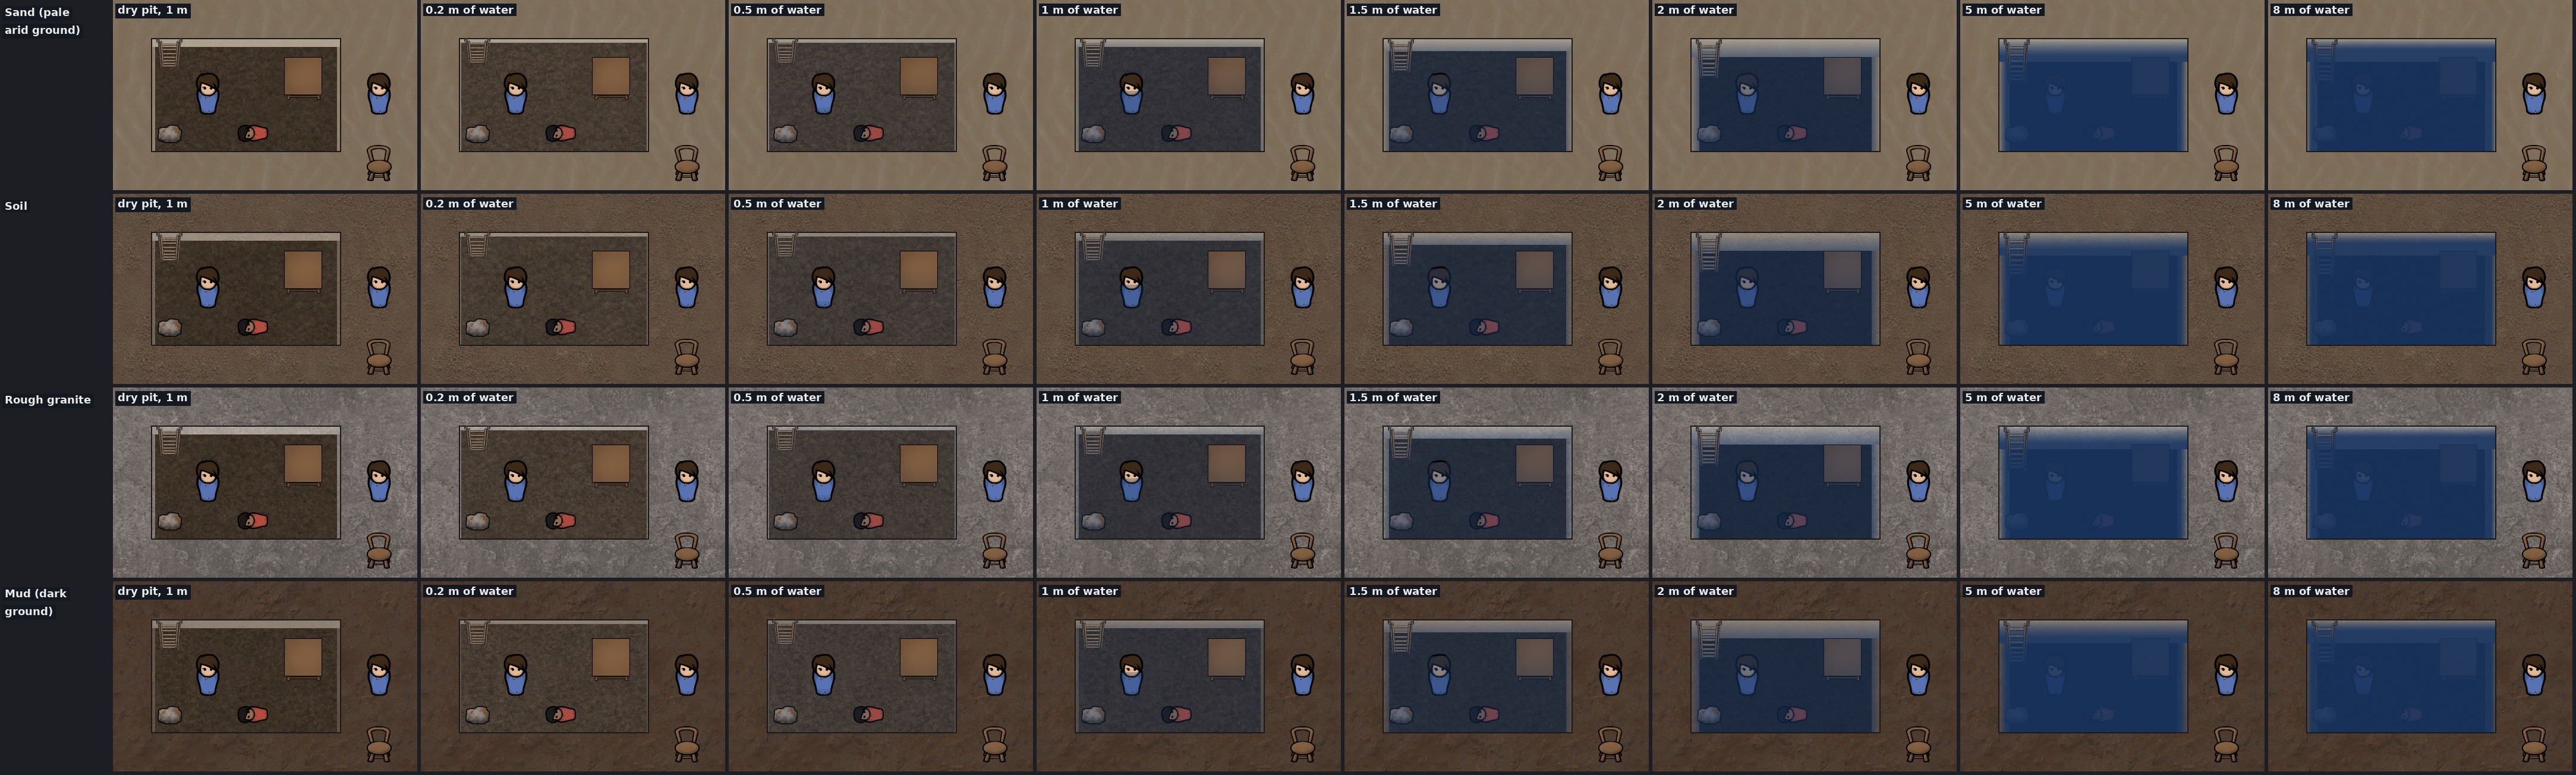 Sand (pale
arid ground)
dry pit, 1 m
0.2 m of water
0.5 m of water
1 m of water
1.5 m of water
2 m of water
5 m of water
8 m of water
Soil
dry pit, 1 m
0.2 m of water
0.5 m of water
1 m of water
1.5 m of water
2 m of water
5 m of water
8 m of water
Rough granite
dry pit, 1 m
0.2 m of water
0.5 m of water
1 m of water
1.5 m of water
2 m of water
5 m of water
8 m of water
Mud (dark
ground)
dry pit, 1 m
0.2 m of water
0.5 m of water
1 m of water
1.5 m of water
2 m of water
5 m of water
8 m of water